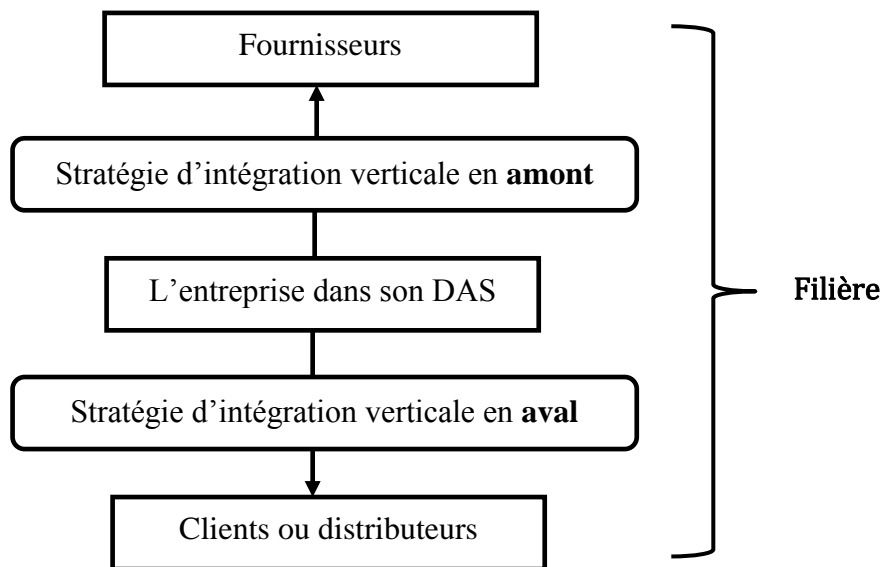 Fournisseurs
Stratégie d’intégration verticale en amont
L’entreprise dans son DAS
Filière
Stratégie d’intégration verticale en aval
Clients ou distributeurs